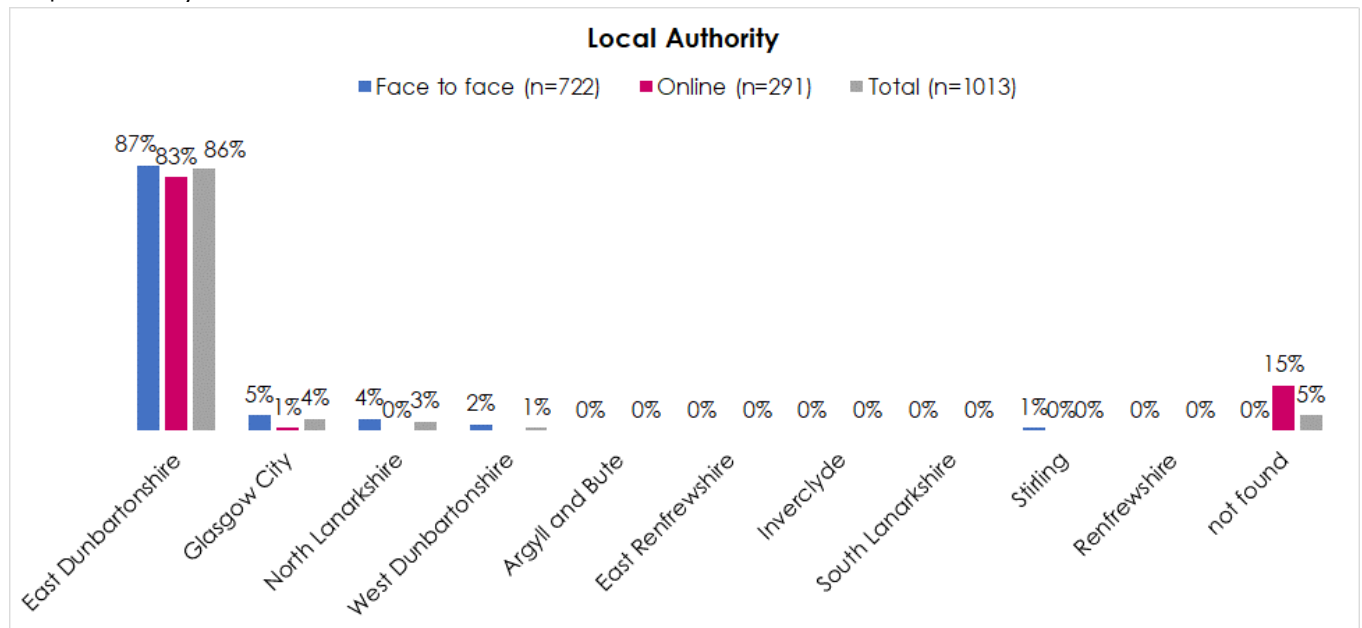 Local Authority
Face to face (n=722) Online (n=291) Total (n=1013)
87% 83% 86%
5% 1% 4% 4% 0% 3% 2% 1% 0% 0% 0% 0% 0% 0% 0% 0% 1% 0% 0% 0% 0% 0% 15% 5%
East Dunbartonshire
Glasgow City
North Lanarkshire
West Dunbartonshire
Argyll and Bute
East Renfrewshire
Inverclyde
South Lanarkshire
Stirling
Renfrewshire
not found